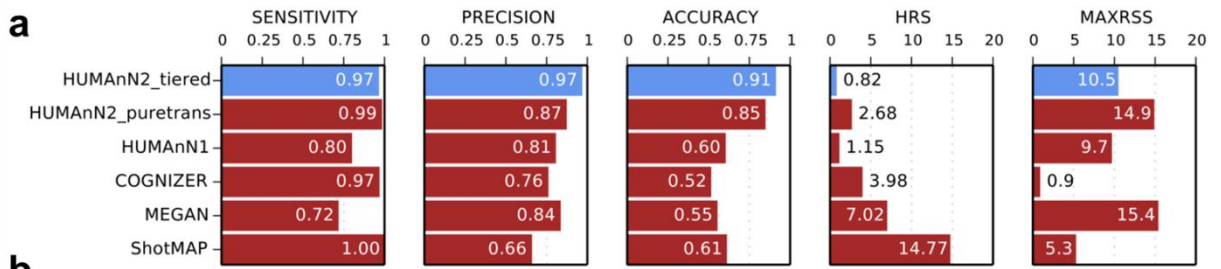 a
SENSITIVITY PRECISION ACCURACY HRS MAXRSS
0 0.25 0.5 0.75 1 0 0.25 0.5 0.75 1 0 0.25 0.5 0.75 1 0 5 10 15 20 0 5 10 15 20
HUMAnN2_tiered 0.97 0.97 0.91 0.82 10.5
HUMAnN2_puretrans 0.99 0.87 0.85 2.68 14.9
HUMAnN1 0.80 0.81 0.60 1.15 9.7
COGNIZER 0.97 0.76 0.52 3.98 0.9
MEGAN 0.72 0.84 0.55 7.02 15.4
ShotMAP 1.00 0.66 0.61 14.77 5.3
b